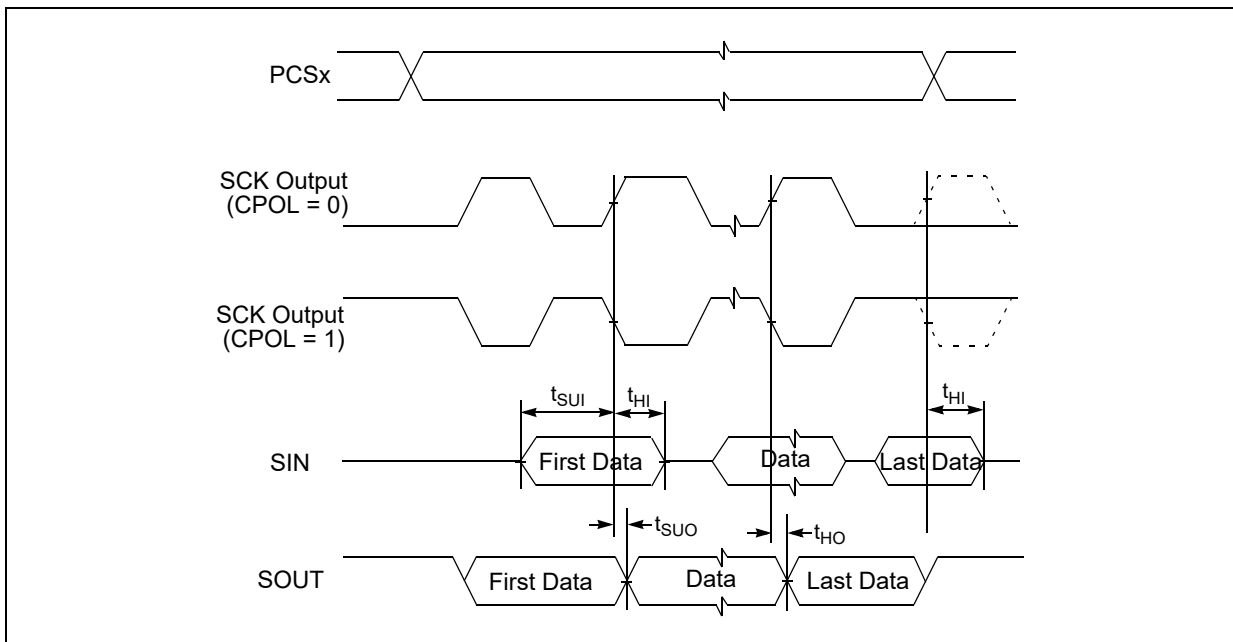 PCSx
SCK Output
(CPOL = 0)
SCK Output
(CPOL = 1)
tSUI
tHI
tHI
SIN
First Data
Data
Last Data
tSUO
tHO
SOUT
First Data
Data
Last Data